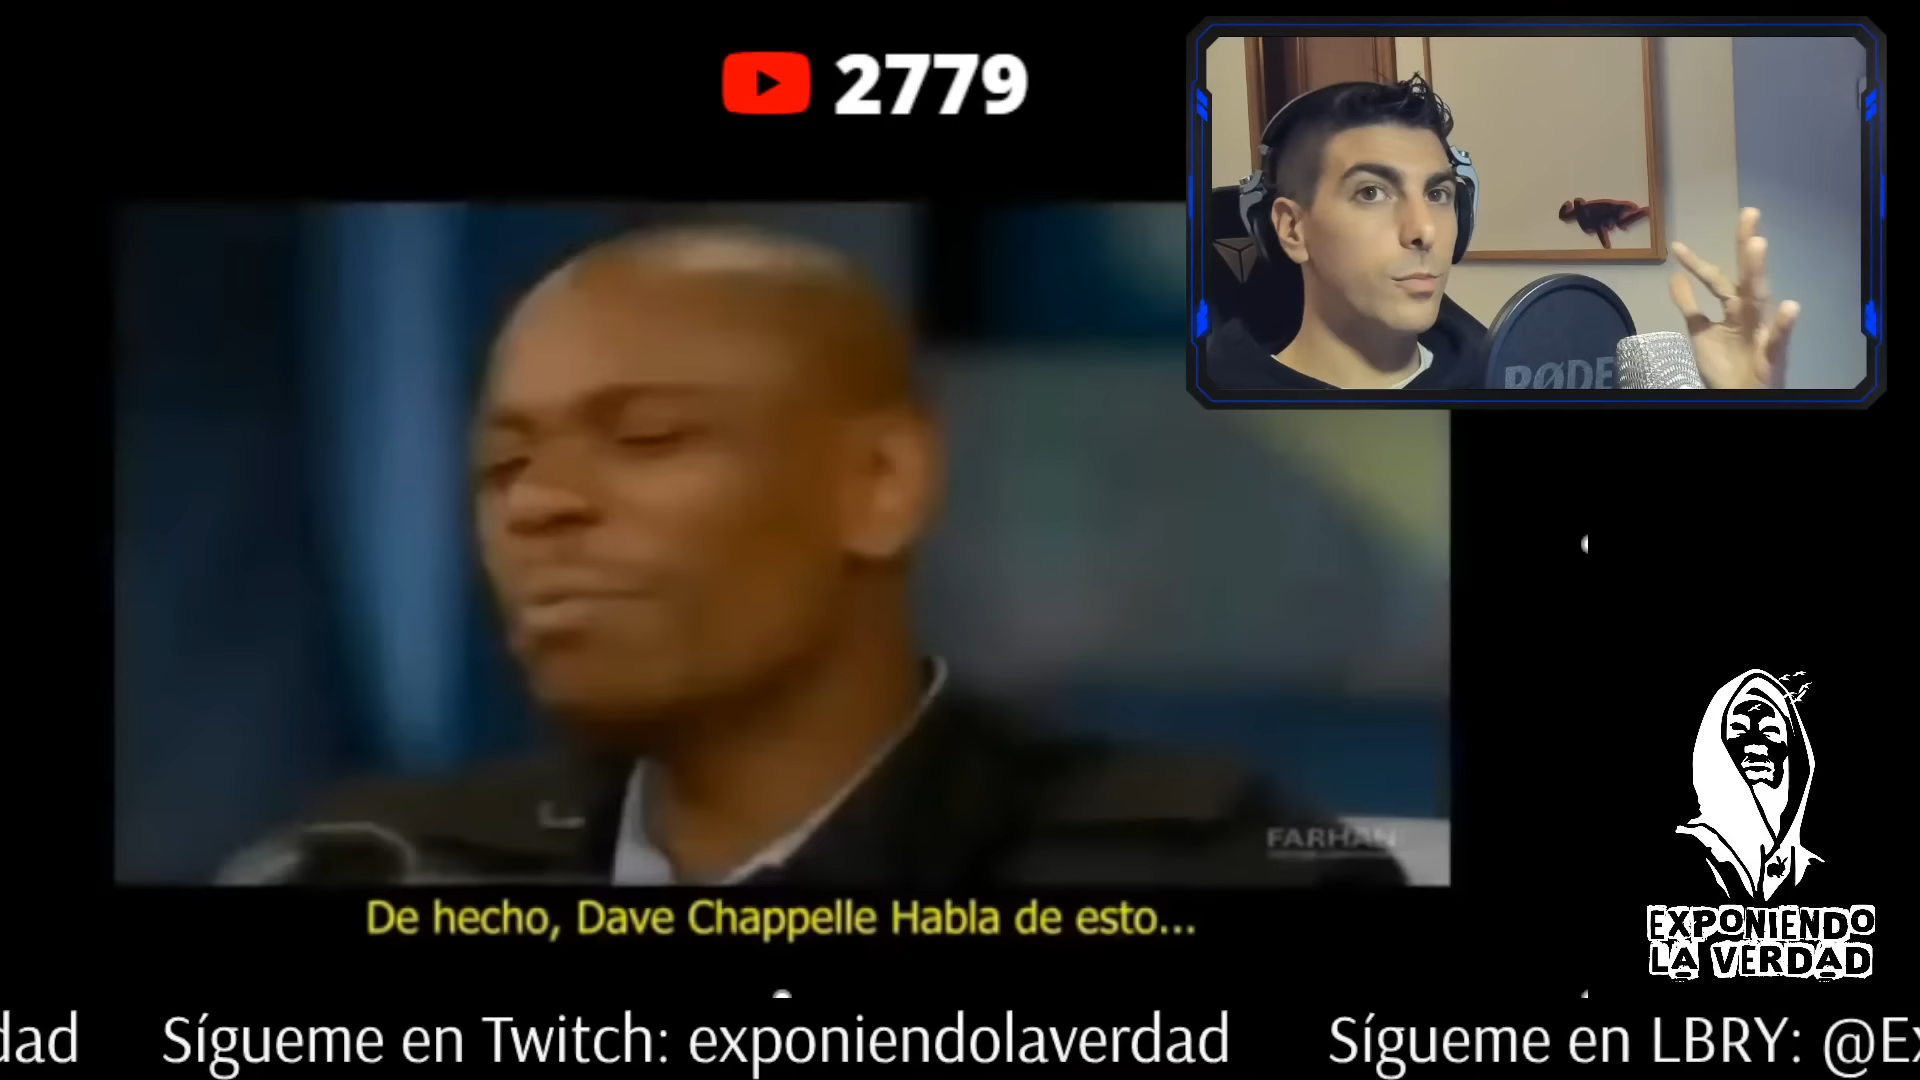 2779
RØDE
FARHAN
De hecho, Dave Chappelle Habla de esto...
EXPONIENDO
LA VERDAD
dad Sígueme en Twitch: exponiendolaverdad Sígueme en LBRY: @Ex